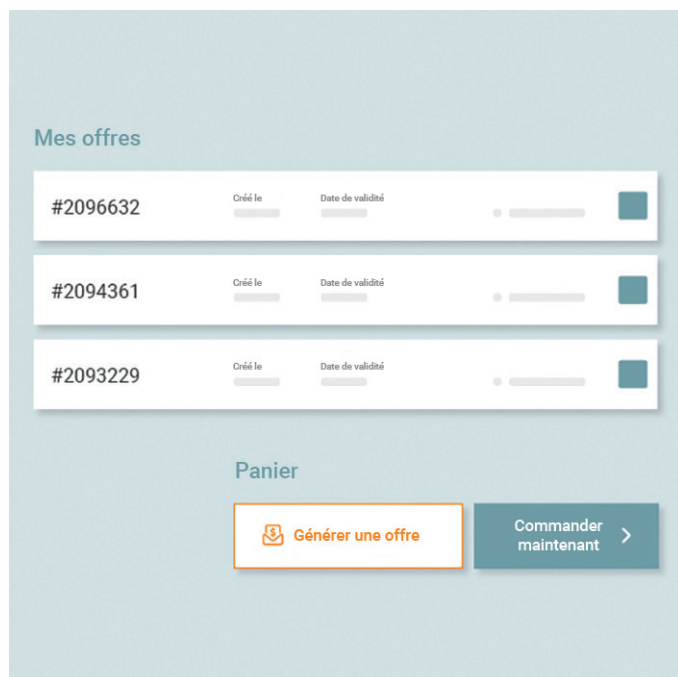 Mes offres
#2096632
Créé le
Date de validité
#2094361
Créé le
Date de validité
#2093229
Créé le
Date de validité
Panier
Générer une offre
Commander
maintenant